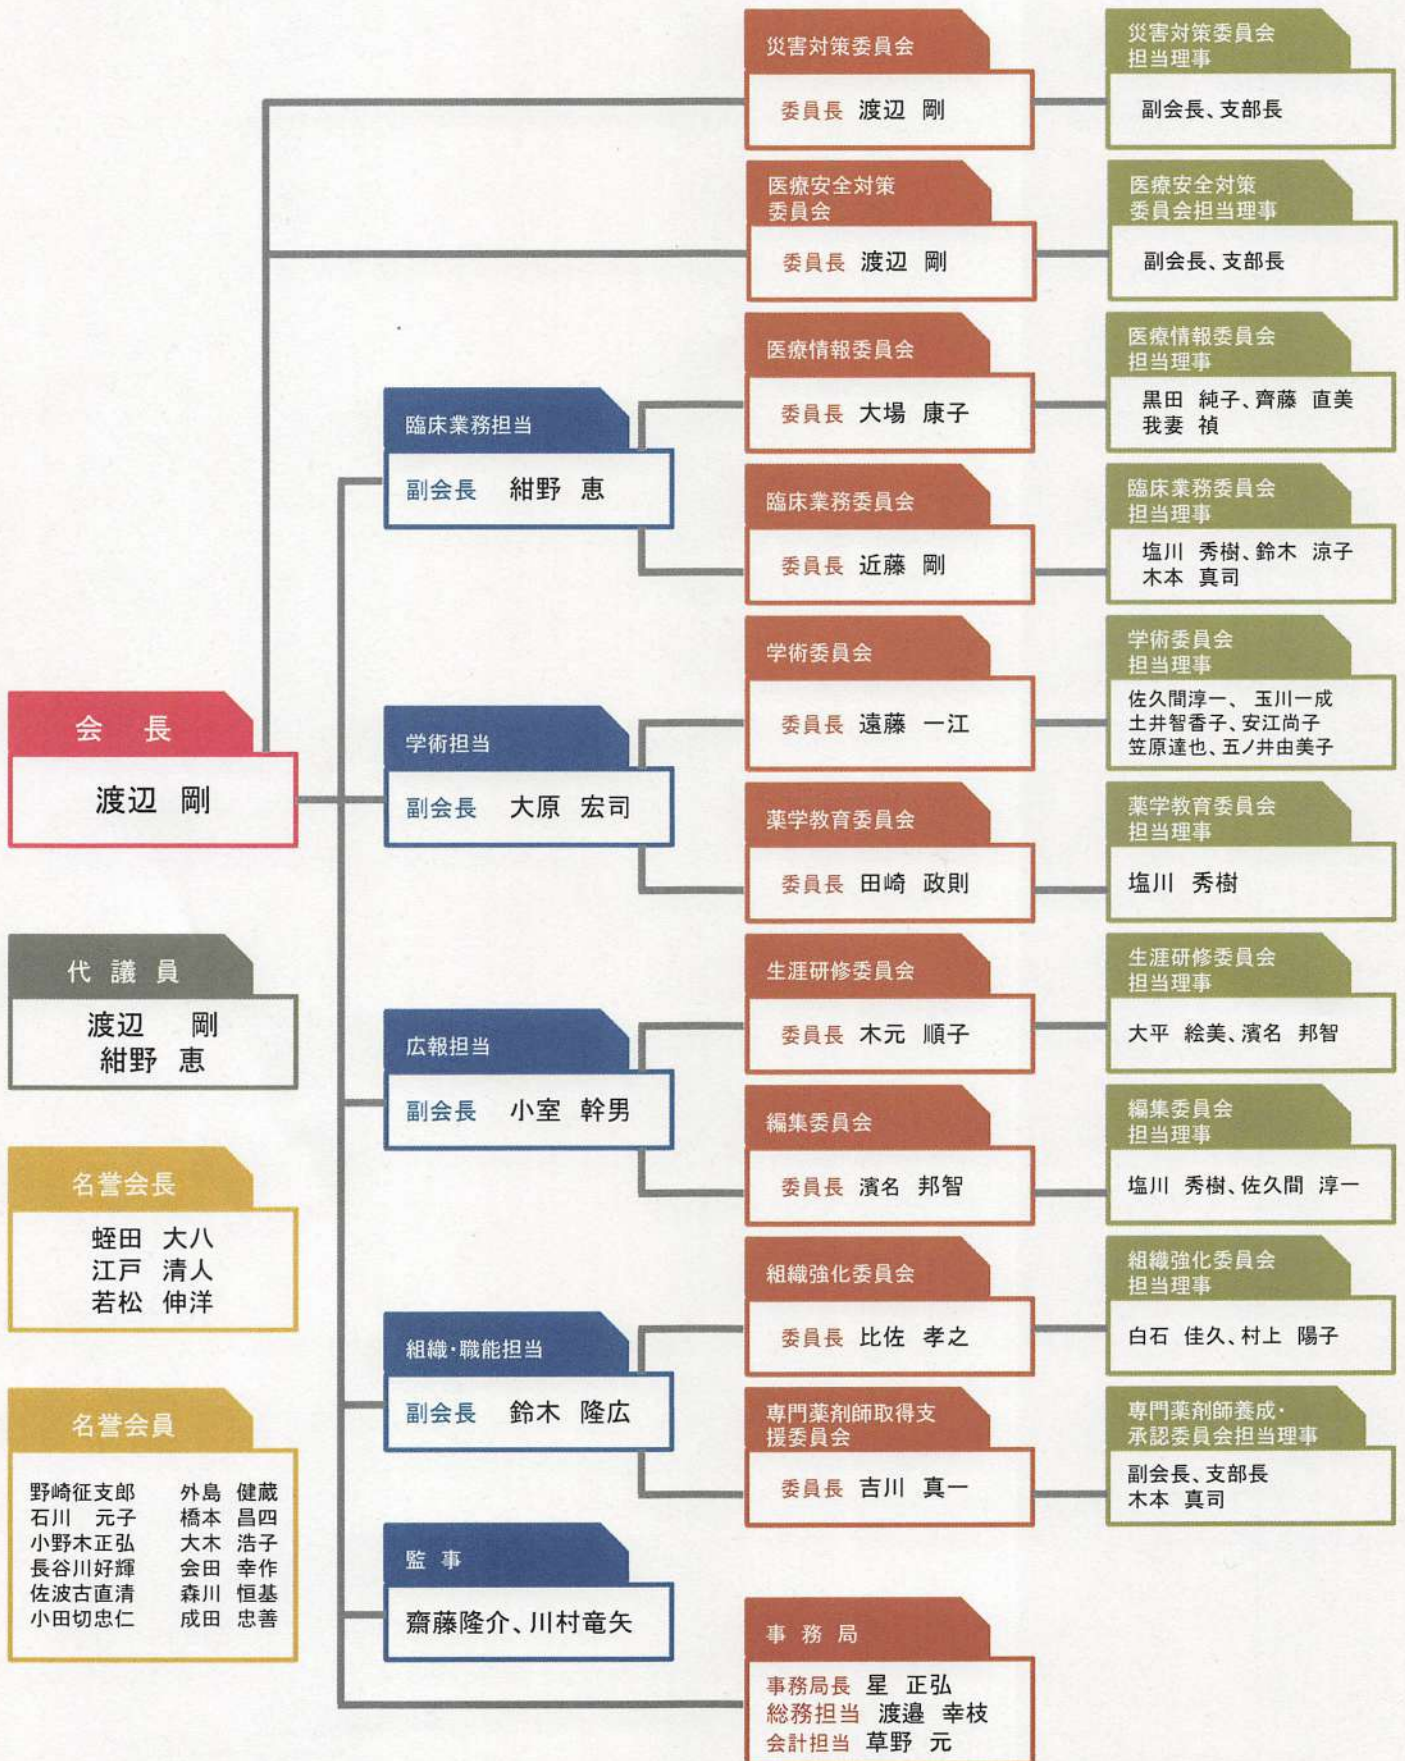 会 長
渡辺 剛
代 議 員
渡辺 剛
紺野 恵
名誉会長
蛭田 大八
江戸 清人
若松 伸洋
名誉会員
野崎征支郎 外島 健蔵
石川 元子 橋本 昌四
小野木正弘 大木 浩子
長谷川好輝 会田 幸作
佐波古直清 森川 恒基
小田切忠仁 成田 忠善
臨床業務担当
副会長 紺野 恵
学術担当
副会長 大原 宏司
広報担当
副会長 小室 幹男
組織・職能担当
副会長 鈴木 隆広
監 事
齋藤隆介、川村竜矢
災害対策委員会
委員長 渡辺 剛
災害対策委員会
担当理事
副会長、支部長
医療安全対策
委員会
委員長 渡辺 剛
医療安全対策
委員会担当理事
副会長、支部長
医療情報委員会
委員長 大場 康子
医療情報委員会
担当理事
黒田 純子、齊藤 直美
我妻 禎
臨床業務委員会
委員長 近藤 剛
臨床業務委員会
担当理事
塩川 秀樹、鈴木 涼子
木本 真司
学術委員会
委員長 遠藤 一江
学術委員会
担当理事
佐久間淳一、 玉川一成
土井智香子、安江尚子
笠原達也、五ノ井由美子
薬学教育委員会
委員長 田崎 政則
薬学教育委員会
担当理事
塩川 秀樹
生涯研修委員会
委員長 木元 順子
生涯研修委員会
担当理事
大平 絵美、濱名 邦智
編集委員会
委員長 濱名 邦智
編集委員会
担当理事
塩川 秀樹、佐久間 淳一
組織強化委員会
委員長 比佐 孝之
組織強化委員会
担当理事
白石 佳久、村上 陽子
専門薬剤師取得支
援委員会
委員長 吉川 真一
専門薬剤師養成・
承認委員会担当理事
副会長、支部長
木本 真司
事 務 局
事務局長 星 正弘
総務担当 渡邉 幸枝
会計担当 草野 元